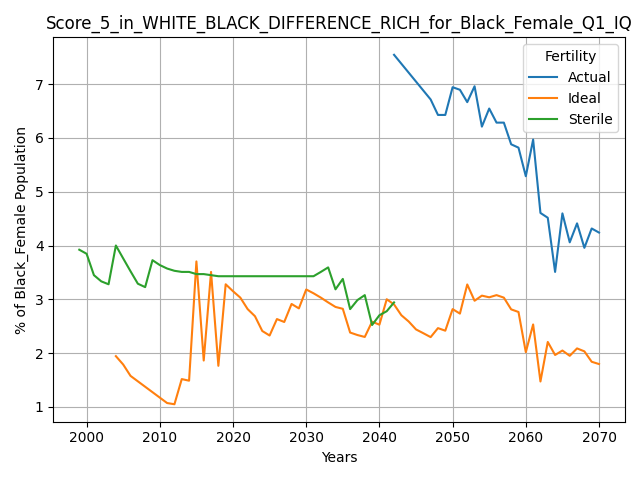 Score_5_in_WHITE_BLACK_DIFFERENCE_RICH_for_Black_Female_Q1_IQ
Fertility
Actual
Ideal
Sterile
% of Black_Female Population
7
6
5
4
3
2
1
2000 2010 2020 2030 2040 2050 2060 2070
Years